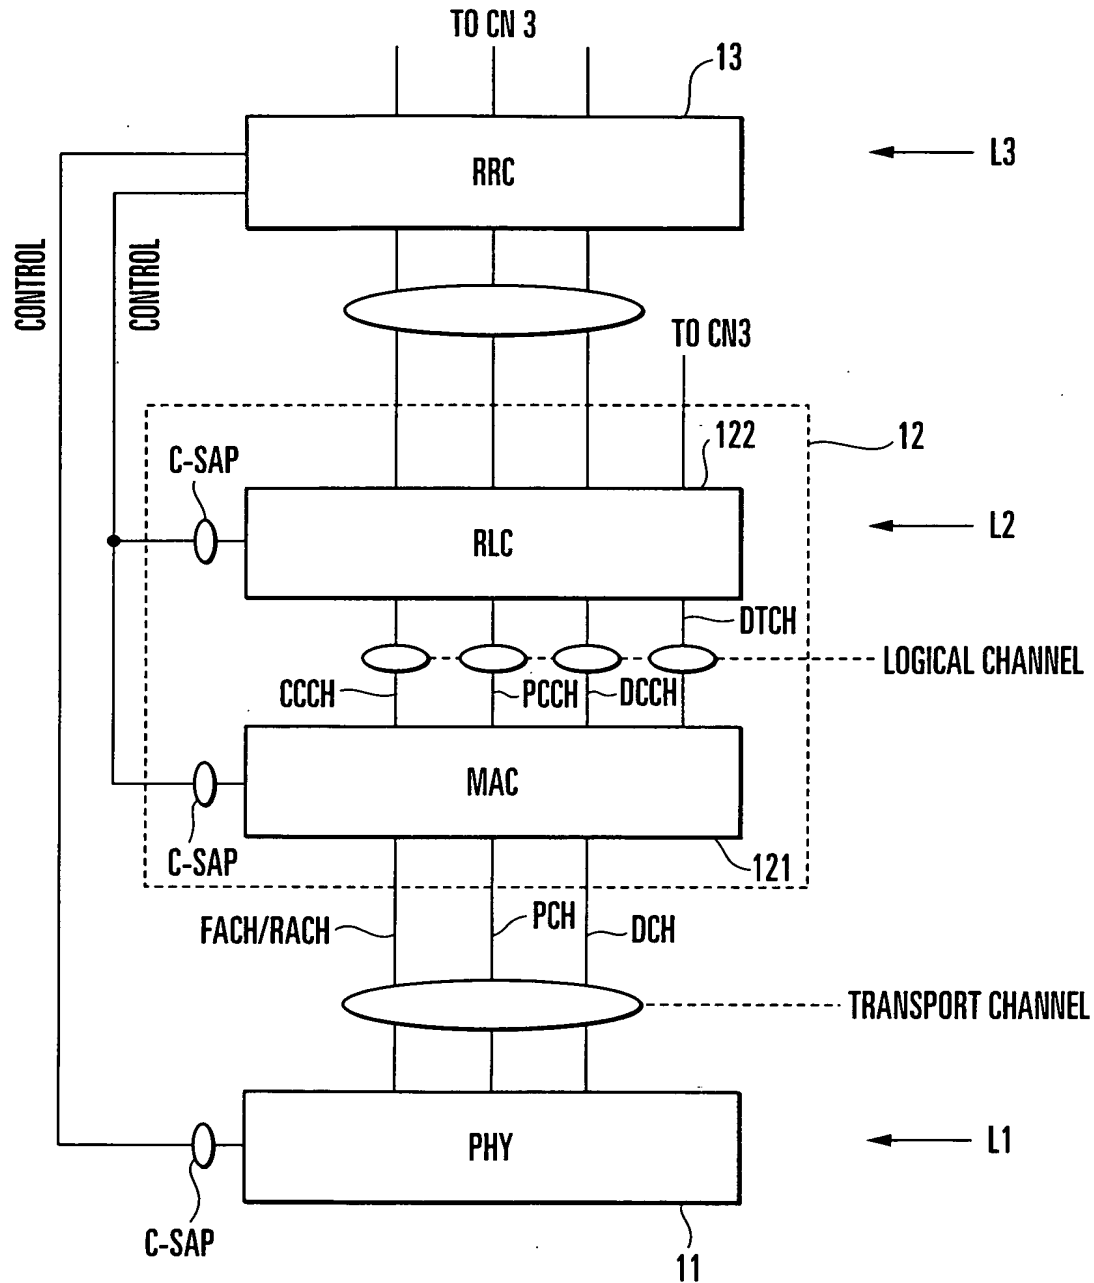 TO CN 3
13
RRC
L3
CONTROL
CONTROL
TO CN3
122
12
C-SAP
RLC
L2
DTCH
LOGICAL CHANNEL
CCCH
PCCH
DCCH
MAC
C-SAP
121
FACH/RACH
PCH
DCH
TRANSPORT CHANNEL
PHY
L1
C-SAP
11